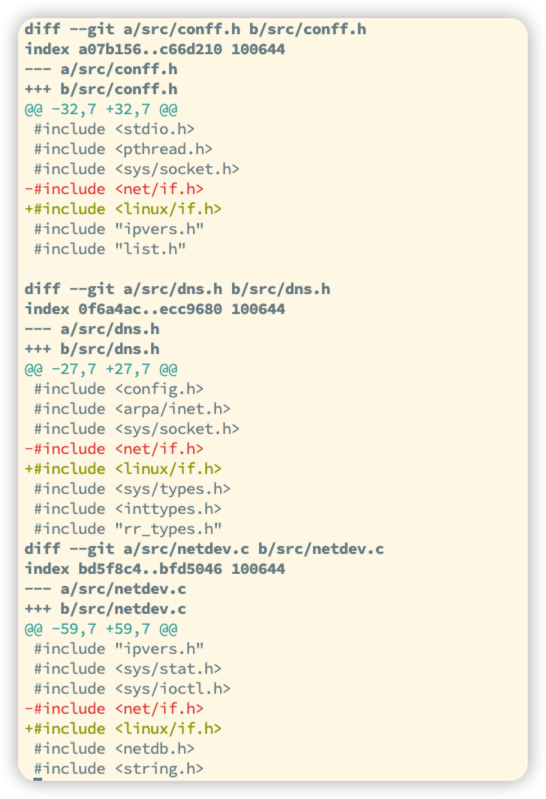 diff --git a/src/conff.h b/src/conff.h
index a07b156..c66d210 100644
--- a/src/conff.h
+++ b/src/conff.h
@@ -32,7 +32,7 @@
 #include <stdio.h>
 #include <pthread.h>
 #include <sys/socket.h>
-#include <net/if.h>
+#include <linux/if.h>
 #include "ipvers.h"
 #include "list.h"

diff --git a/src/dns.h b/src/dns.h
index 0f6a4ac..ecc9680 100644
--- a/src/dns.h
+++ b/src/dns.h
@@ -27,7 +27,7 @@
 #include <config.h>
 #include <arpa/inet.h>
 #include <sys/socket.h>
-#include <net/if.h>
+#include <linux/if.h>
 #include <sys/types.h>
 #include <inttypes.h>
 #include "rr_types.h"
diff --git a/src/netdev.c b/src/netdev.c
index bd5f8c4..bfd5046 100644
--- a/src/netdev.c
+++ b/src/netdev.c
@@ -59,7 +59,7 @@
 #include "ipvers.h"
 #include <sys/stat.h>
 #include <sys/ioctl.h>
-#include <net/if.h>
+#include <linux/if.h>
 #include <netdb.h>
 #include <string.h>